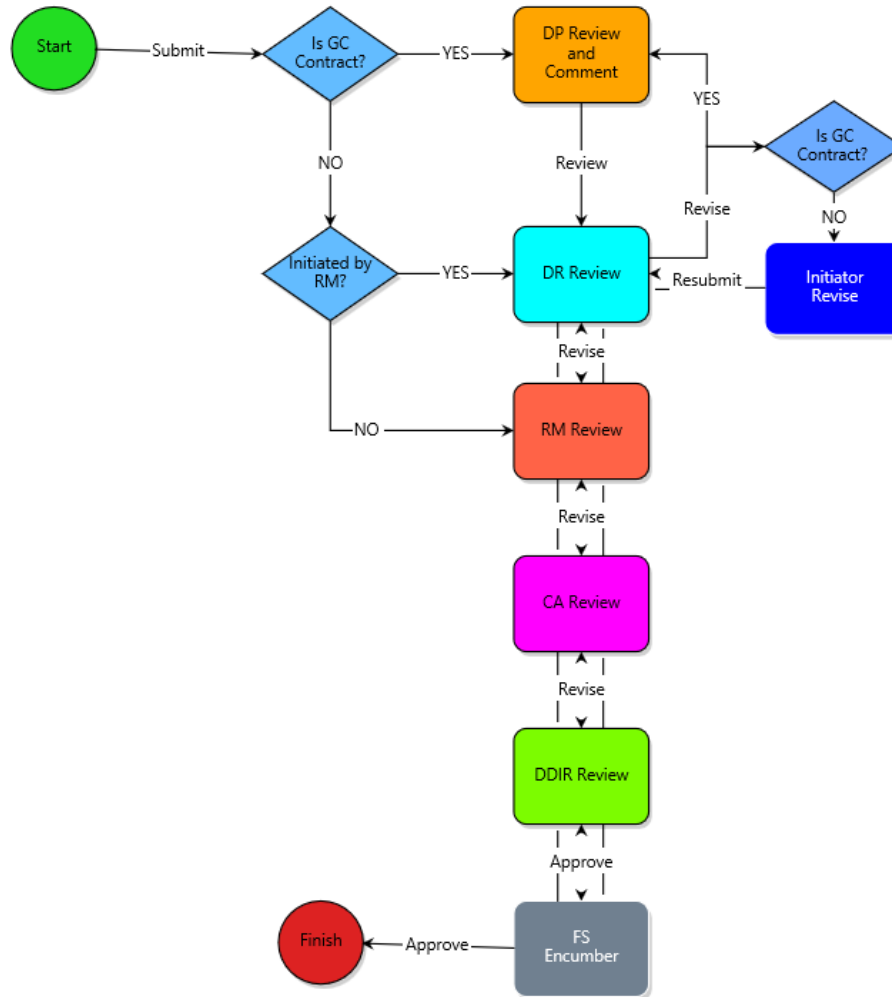 Start
Submit
Is GC
Contract?
YES
DP Review
and
Comment
YES
Is GC
Contract?
NO
Review
Revise
NO
Initiated by
RM?
YES
DR Review
Resubmit
Initiator
Revise
Revise
NO
RM Review
Revise
CA Review
Revise
DDIR Review
Approve
FS
Encumber
Approve
Finish